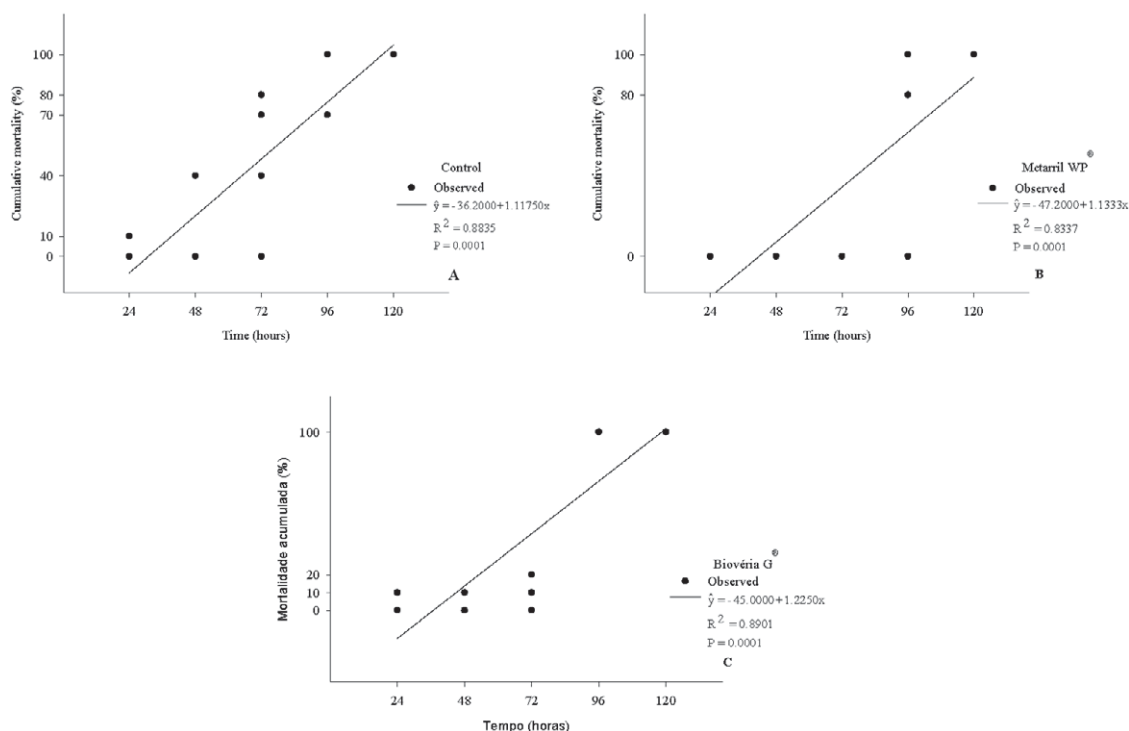 Cumulative mortality (%)
100
80
70
40
10
0
24 48 72 96 120
Time (hours)
Control
Observed
ŷ = -36.2000+1.11750x
R² = 0.8835
P = 0.0001
A
Cumulative mortality (%)
100
80
0
24 48 72 96 120
Time (hours)
Metarril WP®
Observed
ŷ = -47.2000+1.1333x
R² = 0.8337
P = 0.0001
B
Mortalidade acumulada (%)
100
20
10
0
24 48 72 96 120
Tempo (horas)
Biovéria G®
Observed
ŷ = -45.0000+1.2250x
R² = 0.8901
P = 0.0001
C